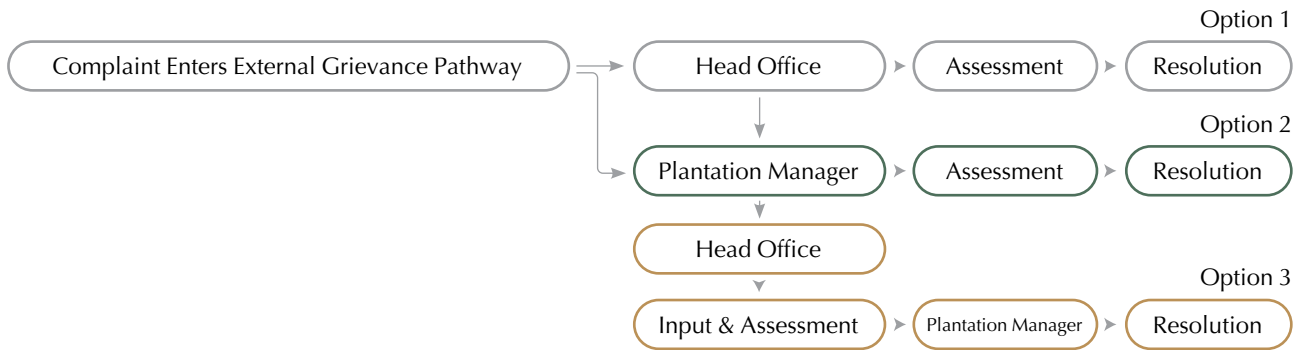 Option 1
Complaint Enters External Grievance Pathway
Head Office
Assessment
Resolution
Option 2
Plantation Manager
Assessment
Resolution
Head Office
Option 3
Input & Assessment
Plantation Manager
Resolution